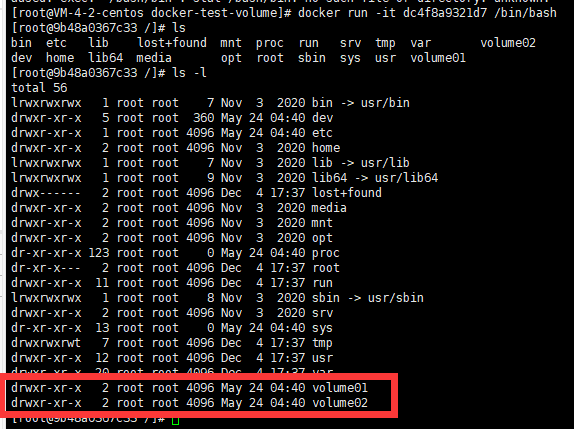 [root@VM-4-2-centos docker-test-volume]# docker run -it dc4f8a9321d7 /bin/bash
[root@9b48a0367c33 /]# ls
bin  etc   lib    lost+found  mnt  proc  run   srv  tmp  var       volume02
dev  home  lib64  media       opt  root  sbin  sys  usr  volume01
[root@9b48a0367c33 /]# ls -l
total 56
lrwxrwxrwx   1 root root    7 Nov  3  2020 bin -> usr/bin
drwxr-xr-x   5 root root  360 May 24 04:40 dev
drwxr-xr-x   1 root root 4096 May 24 04:40 etc
drwxr-xr-x   2 root root 4096 Nov  3  2020 home
lrwxrwxrwx   1 root root    7 Nov  3  2020 lib -> usr/lib
lrwxrwxrwx   1 root root    9 Nov  3  2020 lib64 -> usr/lib64
drwx------   2 root root 4096 Dec  4 17:37 lost+found
drwxr-xr-x   2 root root 4096 Nov  3  2020 media
drwxr-xr-x   2 root root 4096 Nov  3  2020 mnt
drwxr-xr-x   2 root root 4096 Nov  3  2020 opt
dr-xr-xr-x 123 root root    0 May 24 04:40 proc
dr-xr-x---   2 root root 4096 Dec  4 17:37 root
drwxr-xr-x  11 root root 4096 Dec  4 17:37 run
lrwxrwxrwx   1 root root    8 Nov  3  2020 sbin -> usr/sbin
drwxr-xr-x   2 root root 4096 Nov  3  2020 srv
dr-xr-xr-x  13 root root    0 May 24 04:40 sys
drwxrwxrwt   7 root root 4096 Dec  4 17:37 tmp
drwxr-xr-x  12 root root 4096 Dec  4 17:37 usr
drwxr-xr-x  20 root root 4096 Dec  4 17:37 var
drwxr-xr-x   2 root root 4096 May 24 04:40 volume01
drwxr-xr-x   2 root root 4096 May 24 04:40 volume02
[root@9b48a0367c33 /]#